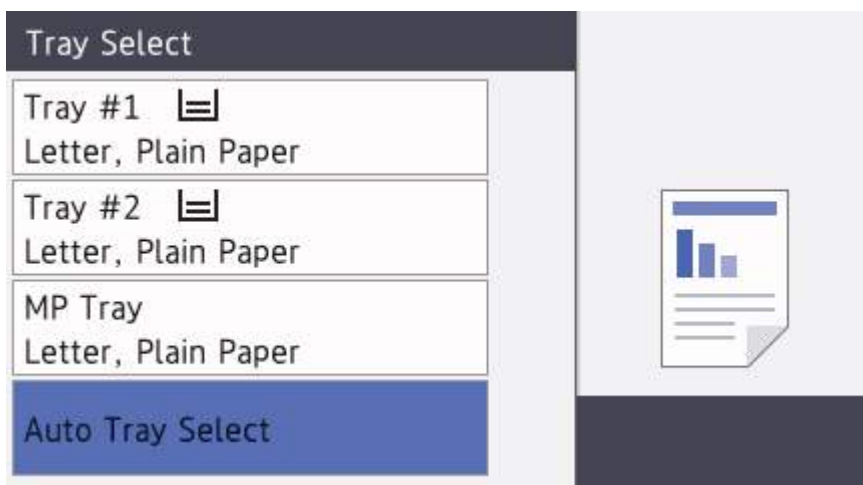 Tray Select
Tray #1
Letter, Plain Paper
Tray #2
Letter, Plain Paper
MP Tray
Letter, Plain Paper
Auto Tray Select